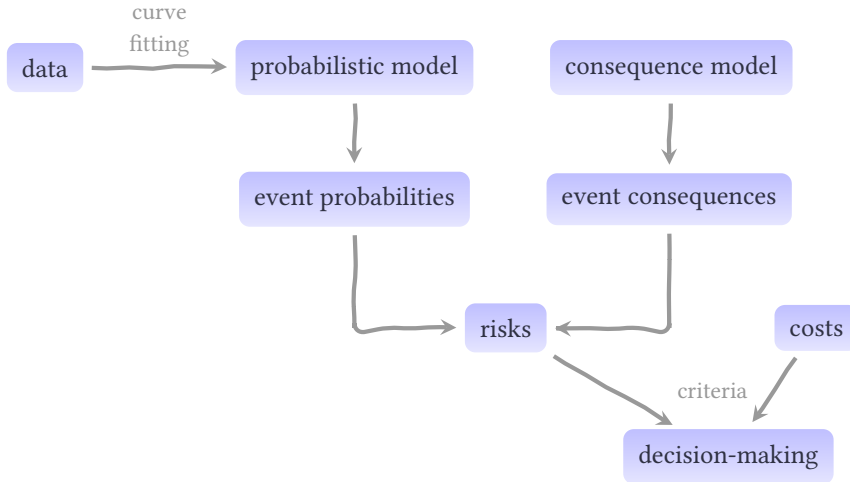 curve
fitting
data
probabilistic model
consequence model
event probabilities
event consequences
risks
costs
criteria
decision-making